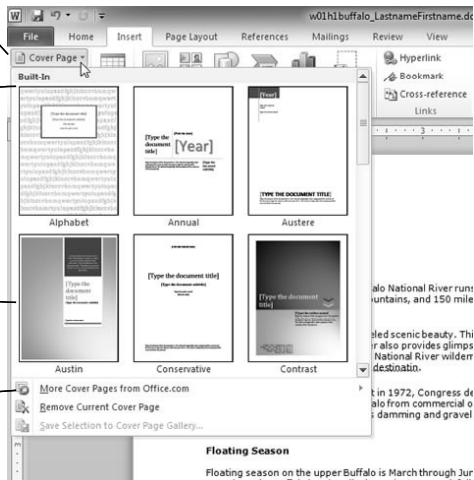 W
w01h1buffalo_LastnameFirstname.do
File Home Insert Page Layout References Mailings Review View
Cover Page
Hyperlink
Bookmark
Cross-reference
Links
Built-In
[Type the document title]
[Year]
[Year]
[TYPE THE DOCUMENT TITLE]
Alphabet Annual Austere
[Type the document title]
[Type the document title]
[Type the document title]
Austin Conservative Contrast
More Cover Pages from Office.com
Remove Current Cover Page
Save Selection to Cover Page Gallery...
3
alo National River runs
untains, and 150 mile
eled scenic beauty. Thi
r also provides glimps
National River wildern
destinatin.
t in 1972, Congress de
alo from commercial o
s damming and gravel
Floating Season
Floating season on the upper Buffalo is March through Jun